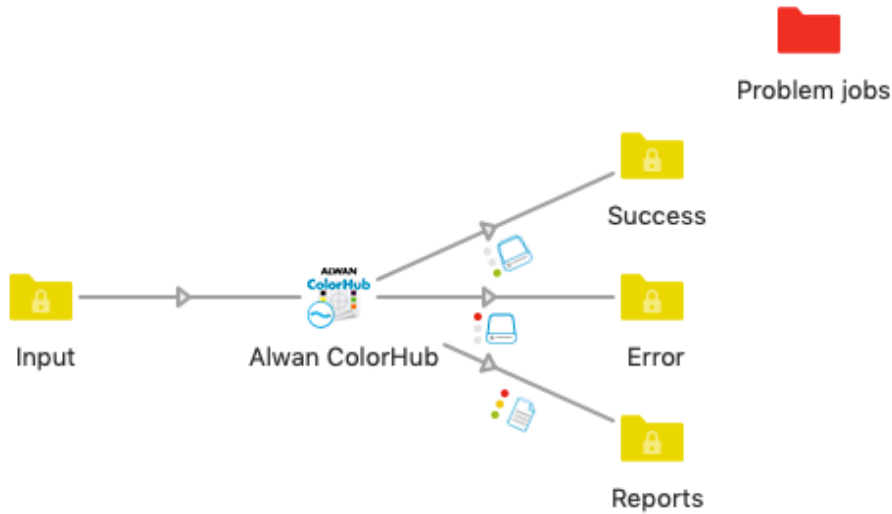 Problem jobs
Success
ALWAN
ColorHub
Input
Alwan ColorHub
Error
Reports